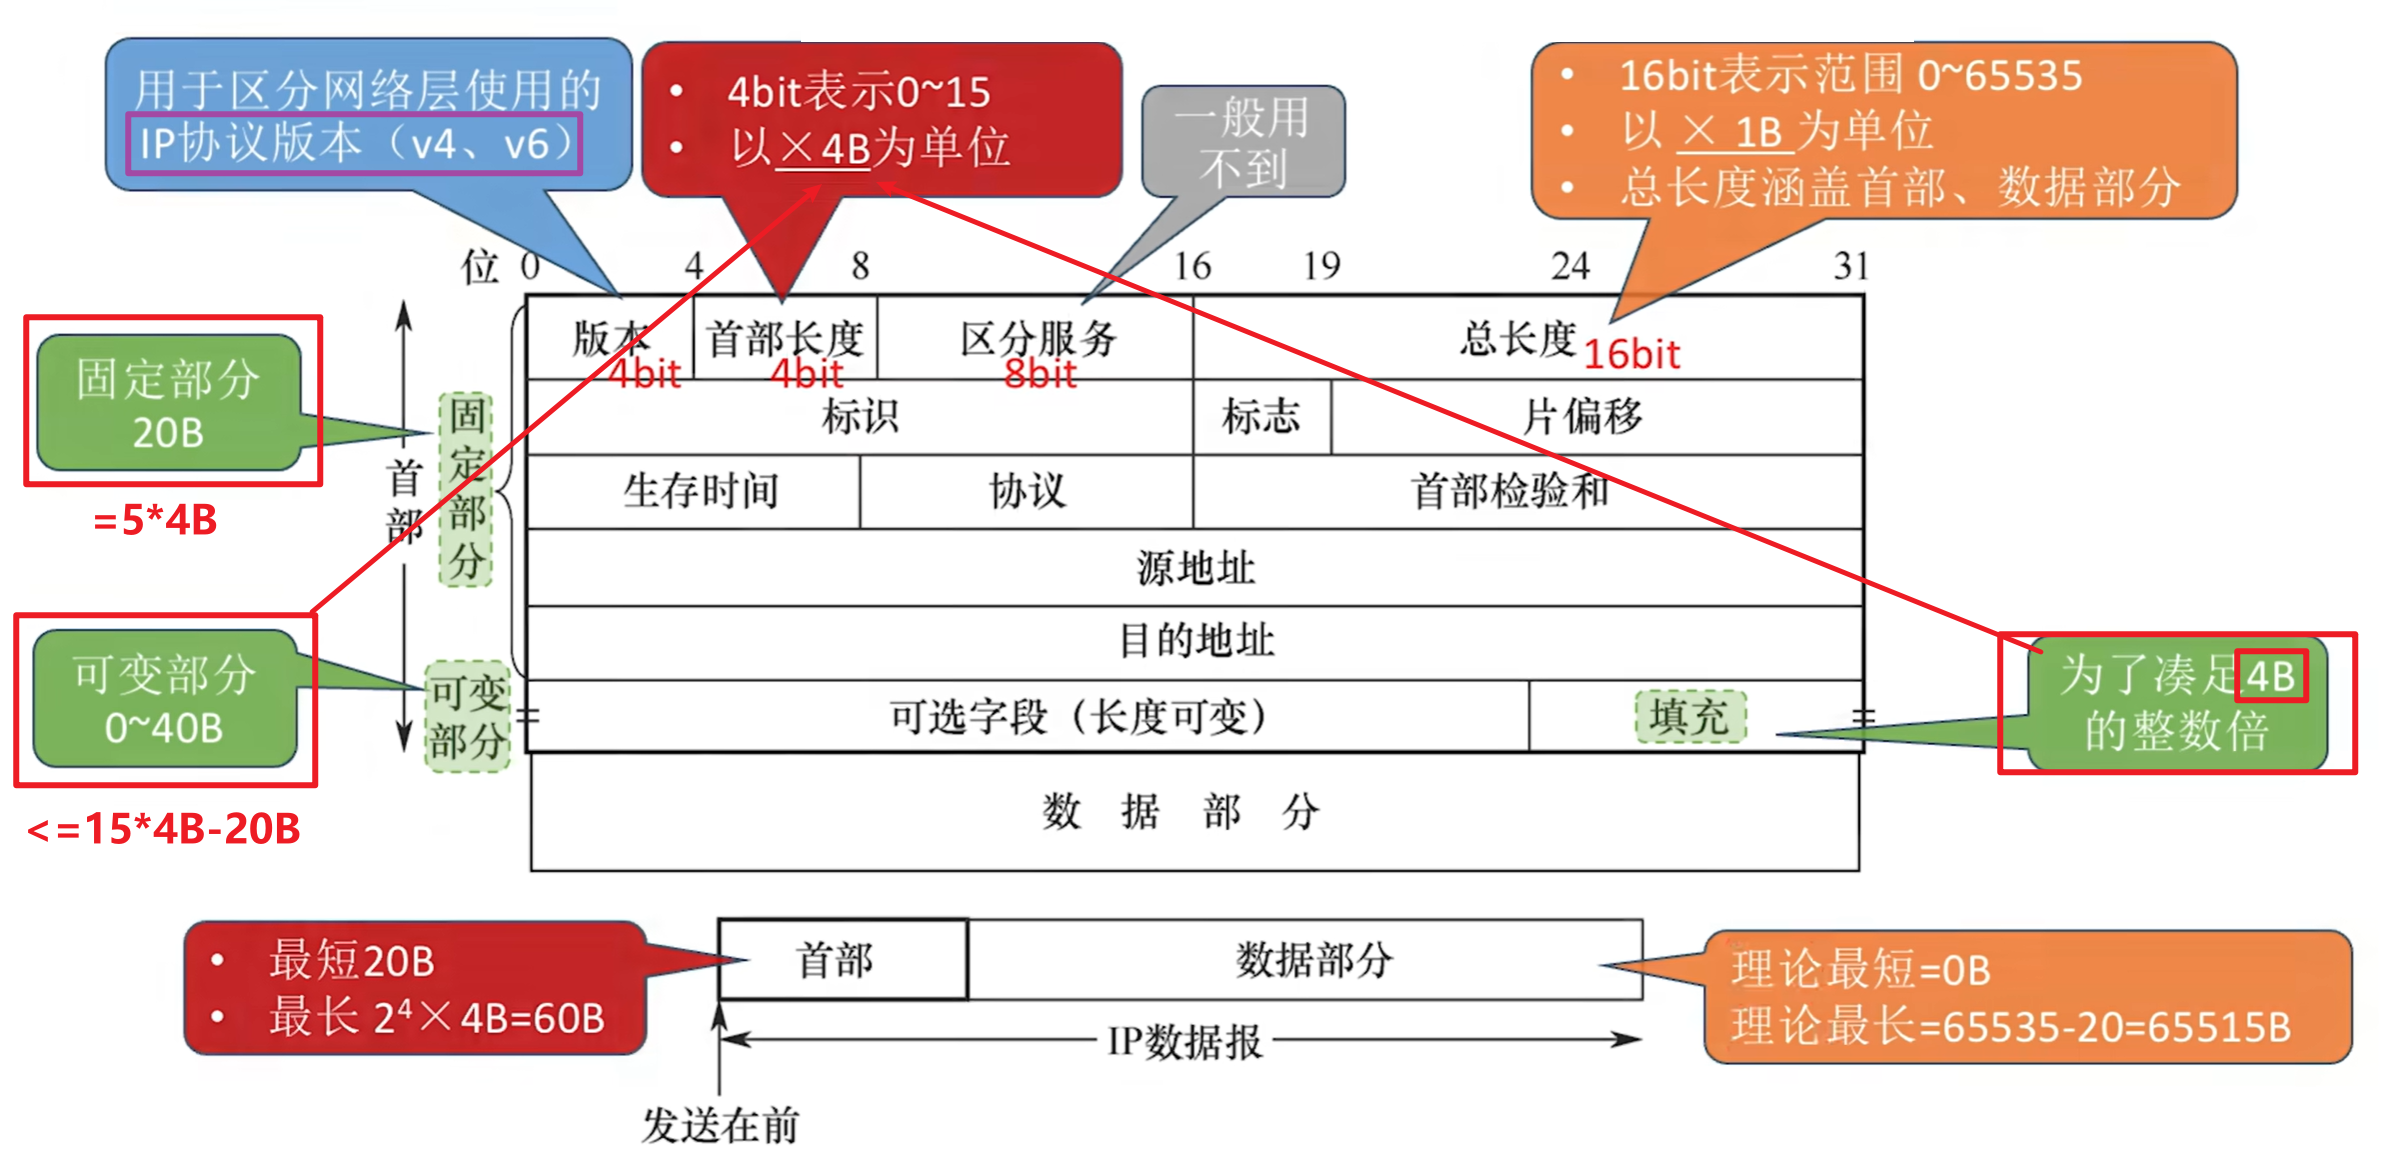 用于区分网络层使用的
IP协议版本（v4、v6）
• 4bit表示0~15
• 以×4B为单位
一般用
不到
• 16bit表示范围 0~65535
• 以 × 1B 为单位
• 总长度涵盖首部、数据部分
位 0 4 8 16 19 24 31
版本 首部长度 区分服务 总长度
4bit 4bit 8bit 16bit
固定部分
20B
=5*4B
首部
固定部分
标识 标志 片偏移
生存时间 协议 首部检验和
源地址
目的地址
可变部分
0~40B
<=15*4B-20B
可变
部分
可选字段（长度可变） 填充
为了凑足4B
的整数倍
数 据 部 分
• 最短20B
• 最长 2⁴×4B=60B
首部 数据部分
理论最短=0B
理论最长=65535-20=65515B
IP数据报
发送在前